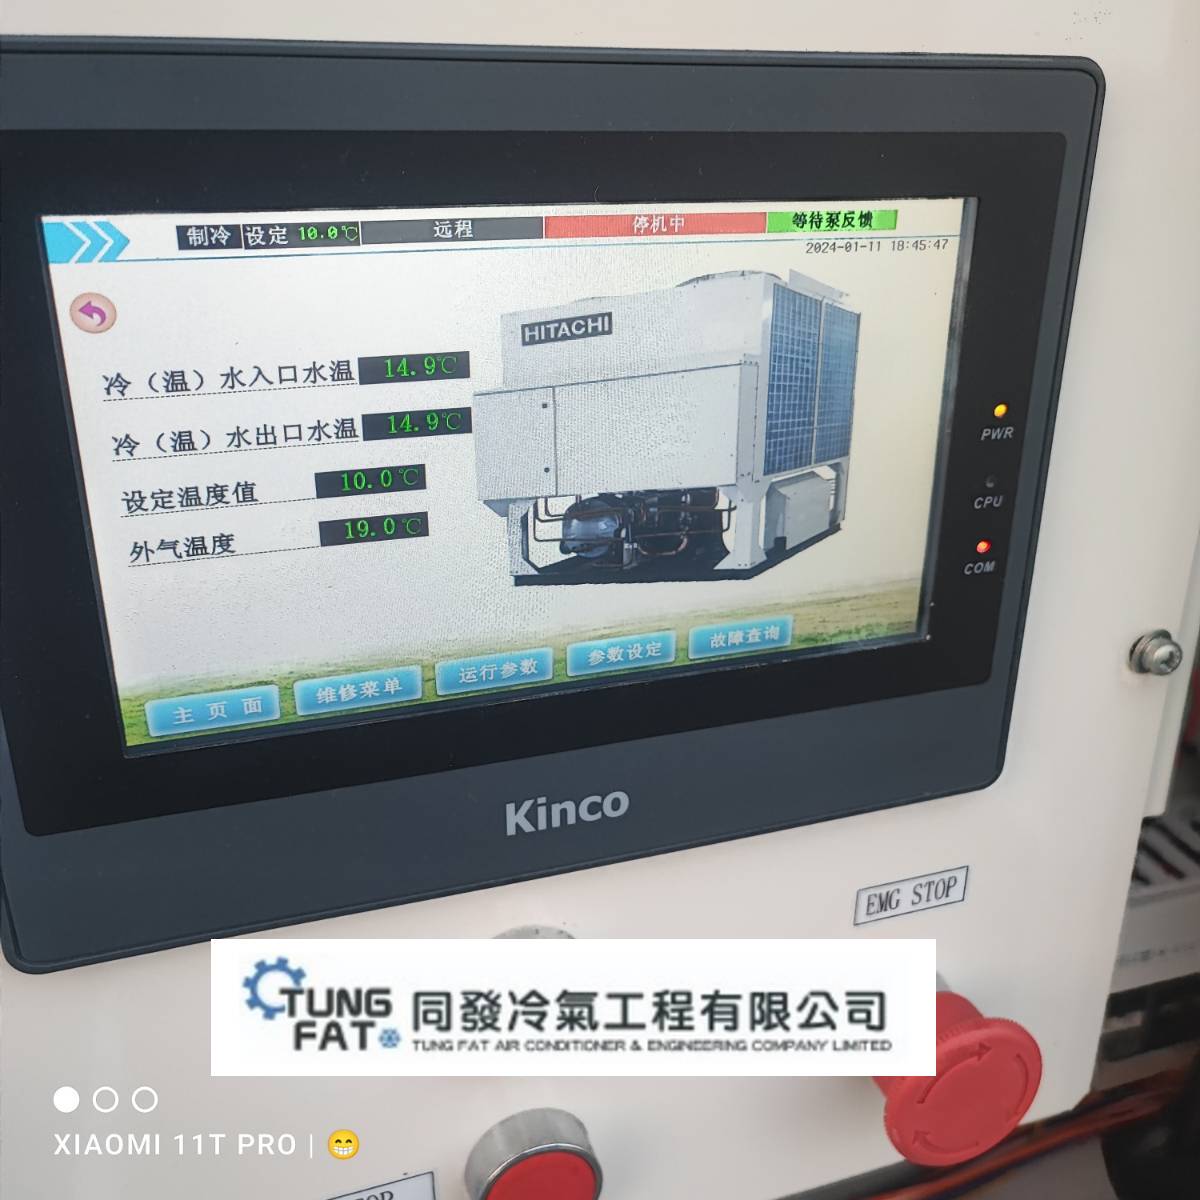 制冷 设定 10.0℃ 远程 停机中 等待泵反馈
2024-01-11 18:45:47
HITACHI
冷（温）水入口水温 14.9℃
冷（温）水出口水温 14.9℃
设定温度值 10.0℃
外气温度 19.0℃
PWR
CPU
COM
主页面 维修菜单 运行参数 参数设定 故障查询
Kinco
EMG STOP
TUNG FAT 同發冷氣工程有限公司
TUNG FAT AIR CONDITIONER & ENGINEERING COMPANY LIMITED
XIAOMI 11T PRO | 😁